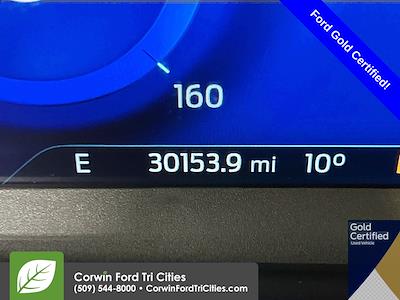 Ford Gold Certified!
160
E 30153.9 mi 10°
Gold
Certified
Used Vehicle
Corwin Ford Tri Cities
(509) 544-8000 • CorwinFordTriCities.com